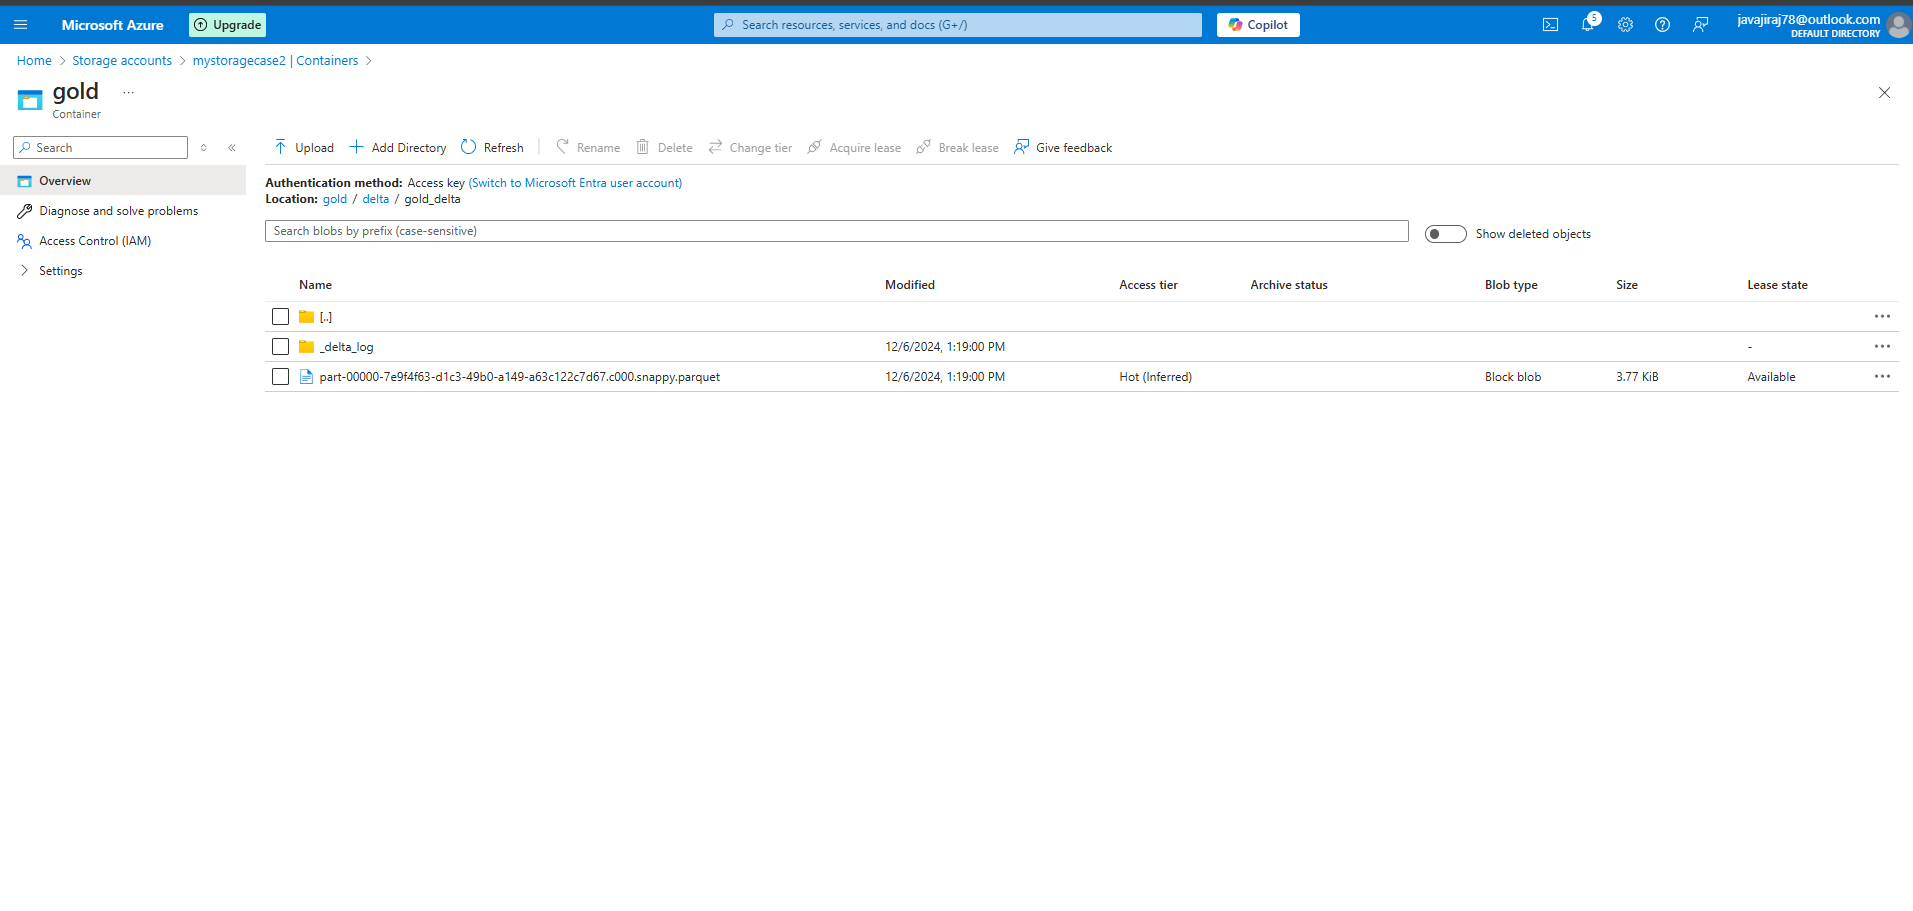 Microsoft Azure Upgrade Search resources, services, and docs (G+/) Copilot 5 javajiraj78@outlook.com
DEFAULT DIRECTORY
Home > Storage accounts > mystoragecase2 | Containers >
gold ...
Container
Search
Upload Add Directory Refresh Rename Delete Change tier Acquire lease Break lease Give feedback
Overview
Diagnose and solve problems
Access Control (IAM)
Settings
Authentication method: Access key (Switch to Microsoft Entra user account)
Location: gold / delta / gold_delta
Search blobs by prefix (case-sensitive)
Show deleted objects
Name Modified Access tier Archive status Blob type Size Lease state
[..]
_delta_log 12/6/2024, 1:19:00 PM -
part-00000-7e9f4f63-d1c3-49b0-a149-a63c122c7d67.c000.snappy.parquet 12/6/2024, 1:19:00 PM Hot (Inferred) Block blob 3.77 KiB Available